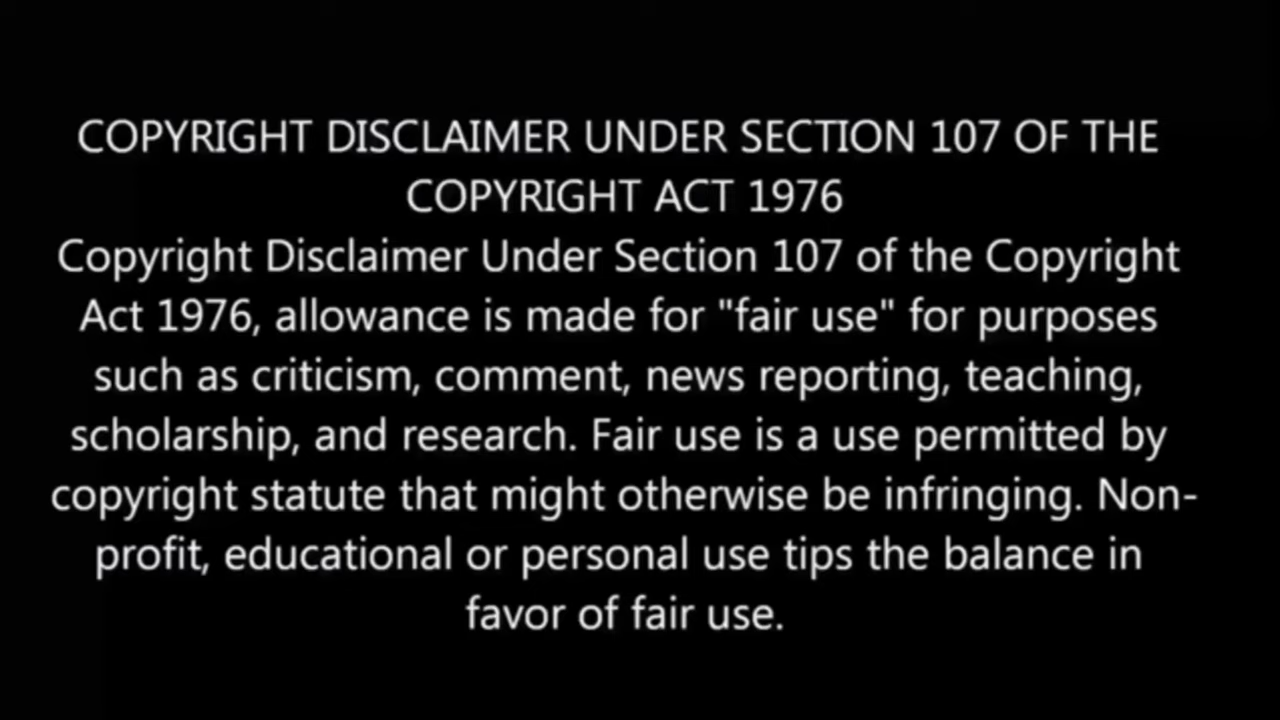 COPYRIGHT DISCLAIMER UNDER SECTION 107 OF THE
COPYRIGHT ACT 1976
Copyright Disclaimer Under Section 107 of the Copyright
Act 1976, allowance is made for "fair use" for purposes
such as criticism, comment, news reporting, teaching,
scholarship, and research. Fair use is a use permitted by
copyright statute that might otherwise be infringing. Non-
profit, educational or personal use tips the balance in
favor of fair use.